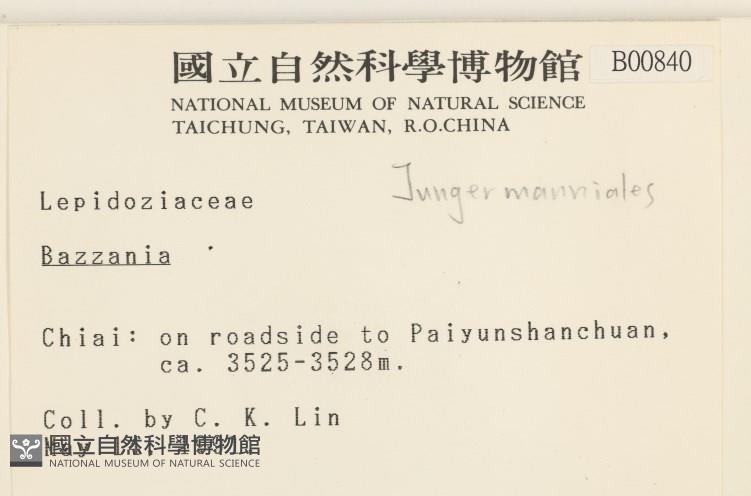 國立自然科學博物館
B00840
NATIONAL MUSEUM OF NATURAL SCIENCE
TAICHUNG, TAIWAN, R.O.CHINA
Jungermanniales
Lepidoziaceae
Bazzania
Chiai: on roadside to Paiyunshanchuan,
ca. 3525-3528m.
Coll. by C. K. Lin
國立自然科學博物館
NATIONAL MUSEUM OF NATURAL SCIENCE